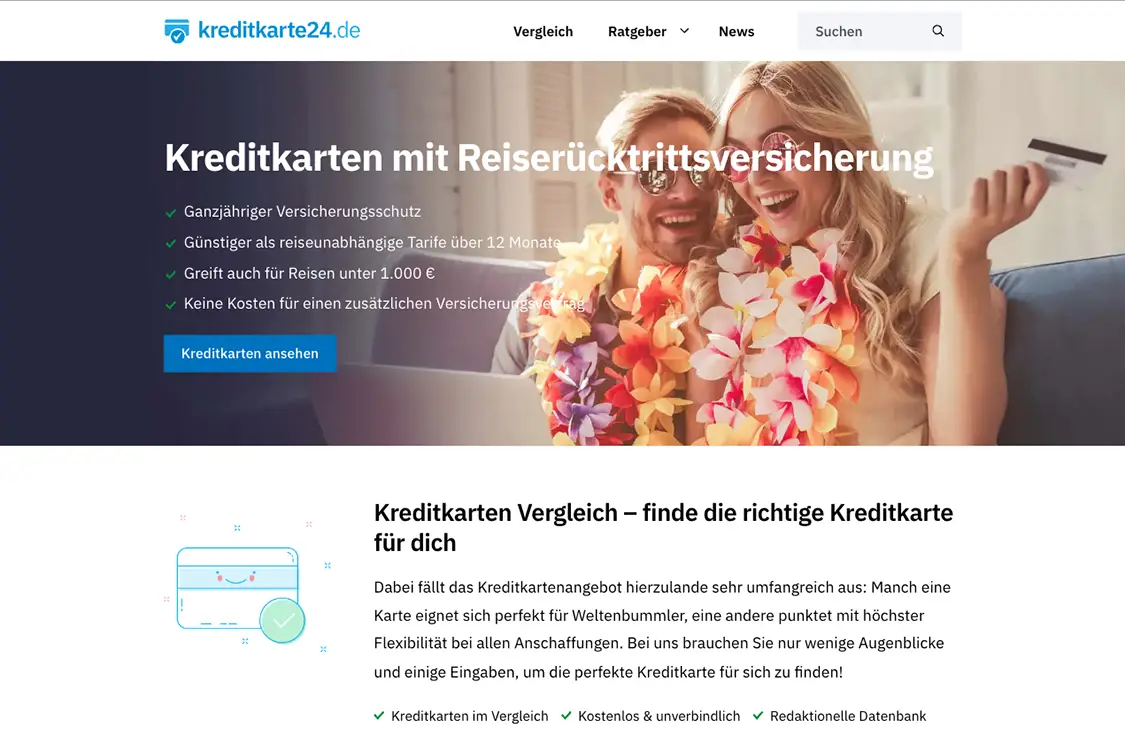 kreditkarte24.de
Vergleich Ratgeber News Suchen
Kreditkarten mit Reiserücktrittsversicherung
Ganzjähriger Versicherungsschutz
Günstiger als reiseunabhängige Tarife über 12 Monate
Greift auch für Reisen unter 1.000 €
Keine Kosten für einen zusätzlichen Versicherungsvertrag
Kreditkarten ansehen
Kreditkarten Vergleich – finde die richtige Kreditkarte
für dich
Dabei fällt das Kreditkartenangebot hierzulande sehr umfangreich aus: Manch eine
Karte eignet sich perfekt für Weltenbummler, eine andere punktet mit höchster
Flexibilität bei allen Anschaffungen. Bei uns brauchen Sie nur wenige Augenblicke
und einige Eingaben, um die perfekte Kreditkarte für sich zu finden!
Kreditkarten im Vergleich Kostenlos & unverbindlich Redaktionelle Datenbank